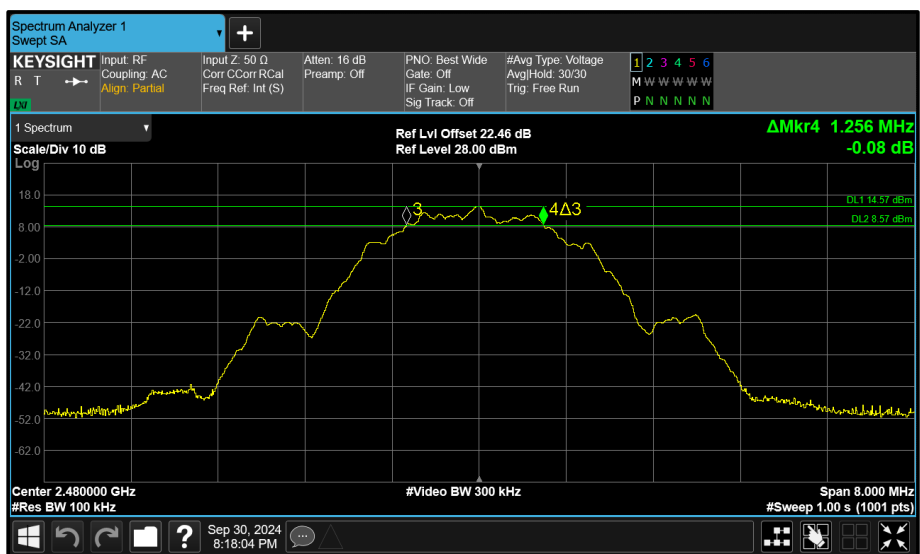 Spectrum Analyzer 1
Swept SA
KEYSIGHT
R T
LXI
Input: RF
Coupling: AC
Align: Partial
Input Z: 50 Ω
Corr CCorr RCal
Freq Ref: Int (S)
Atten: 16 dB
Preamp: Off
PNO: Best Wide
Gate: Off
IF Gain: Low
Sig Track: Off
#Avg Type: Voltage
Avg|Hold: 30/30
Trig: Free Run
1 2 3 4 5 6
M W W W W W
P N N N N N
1 Spectrum
Scale/Div 10 dB
Log
Ref Lvl Offset 22.46 dB
Ref Level 28.00 dBm
ΔMkr4 1.256 MHz
-0.08 dB
18.0
DL1 14.57 dBm
3
4Δ3
DL2 8.57 dBm
8.00
-2.00
-12.0
-22.0
-32.0
-42.0
-52.0
-62.0
Center 2.480000 GHz
#Res BW 100 kHz
#Video BW 300 kHz
Span 8.000 MHz
#Sweep 1.00 s (1001 pts)
?
Sep 30, 2024
8:18:04 PM